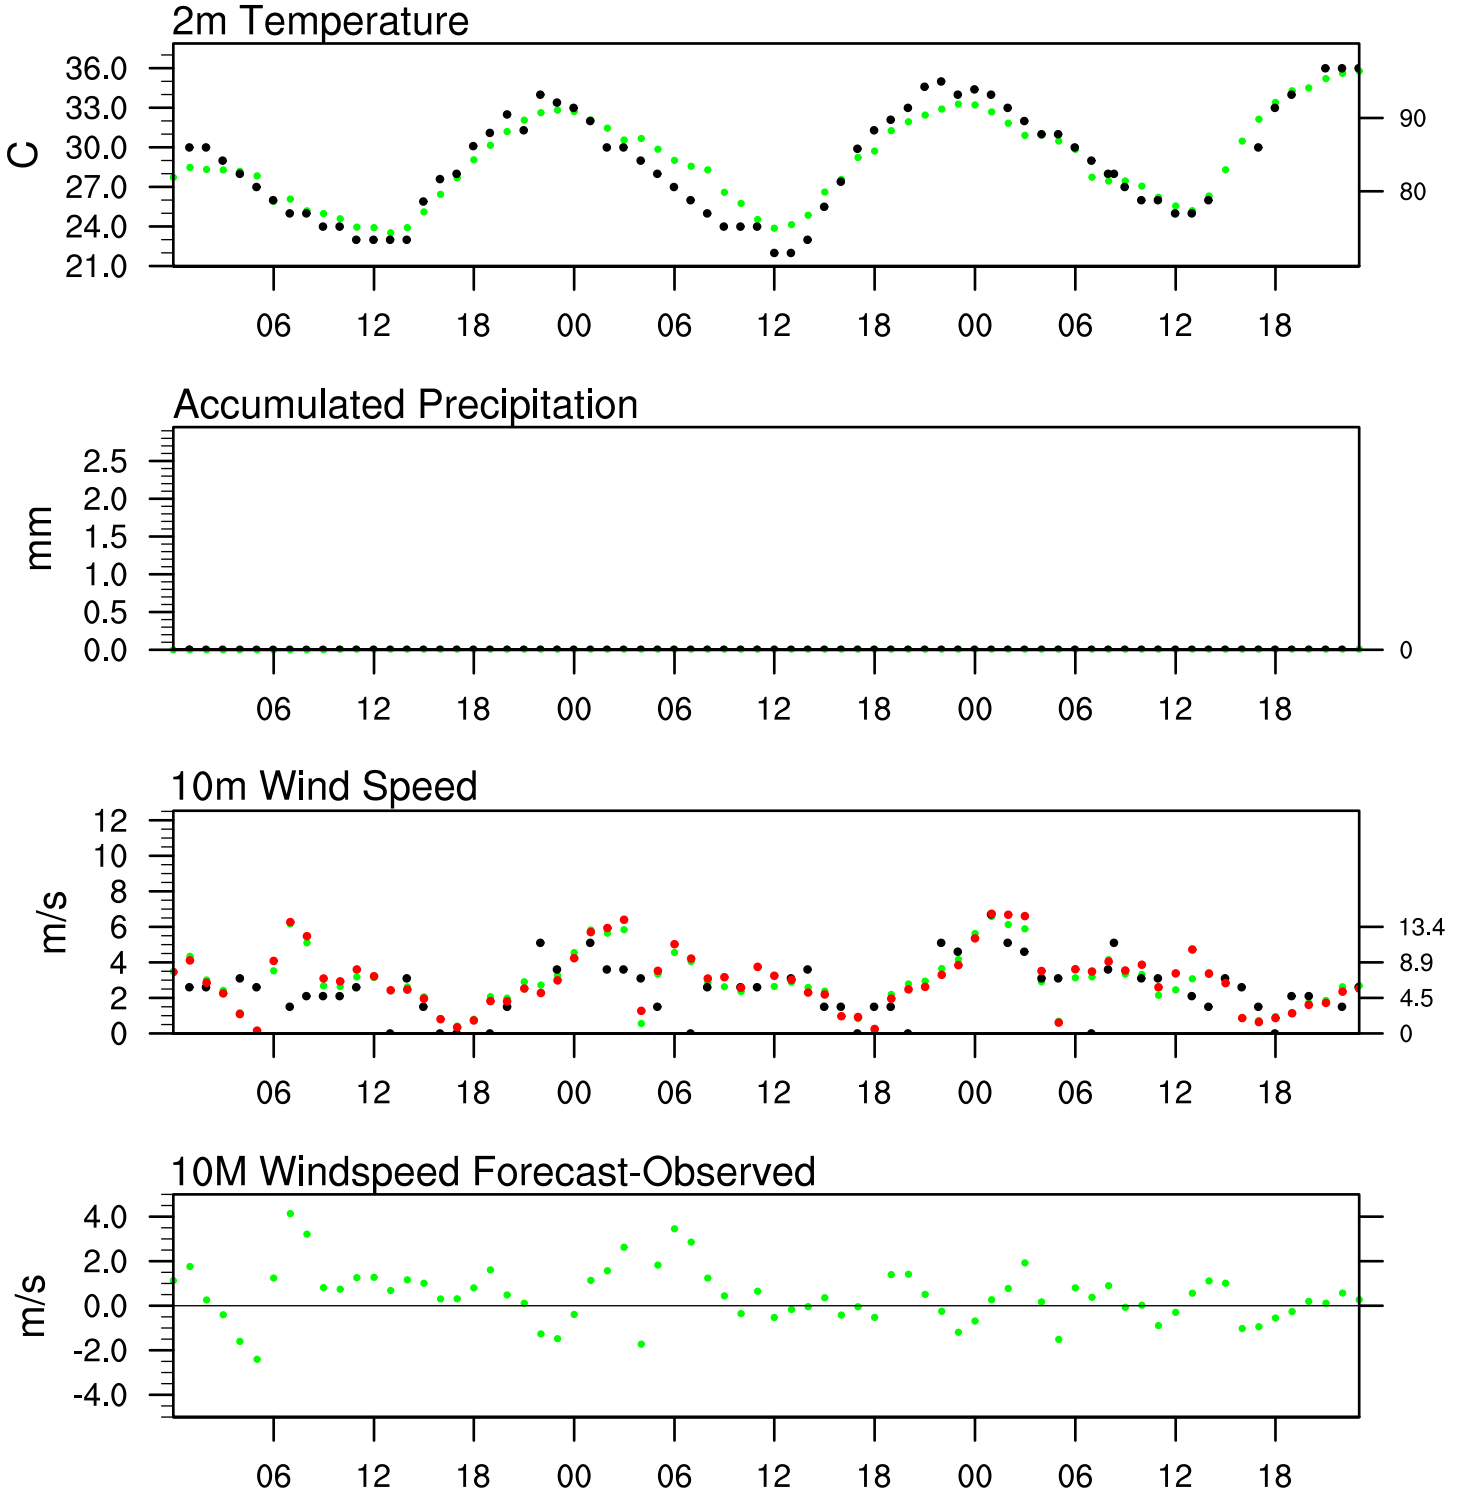 2m Temperature
36.0
33.0
30.0
27.0
24.0
21.0
C
90
80
06 12 18 00 06 12 18 00 06 12 18
Accumulated Precipitation
2.5
2.0
1.5
1.0
0.5
0.0
mm
0
06 12 18 00 06 12 18 00 06 12 18
10m Wind Speed
12
10
8
6
4
2
0
m/s
13.4
8.9
4.5
0
06 12 18 00 06 12 18 00 06 12 18
10M Windspeed Forecast-Observed
4.0
2.0
0.0
-2.0
-4.0
m/s
06 12 18 00 06 12 18 00 06 12 18